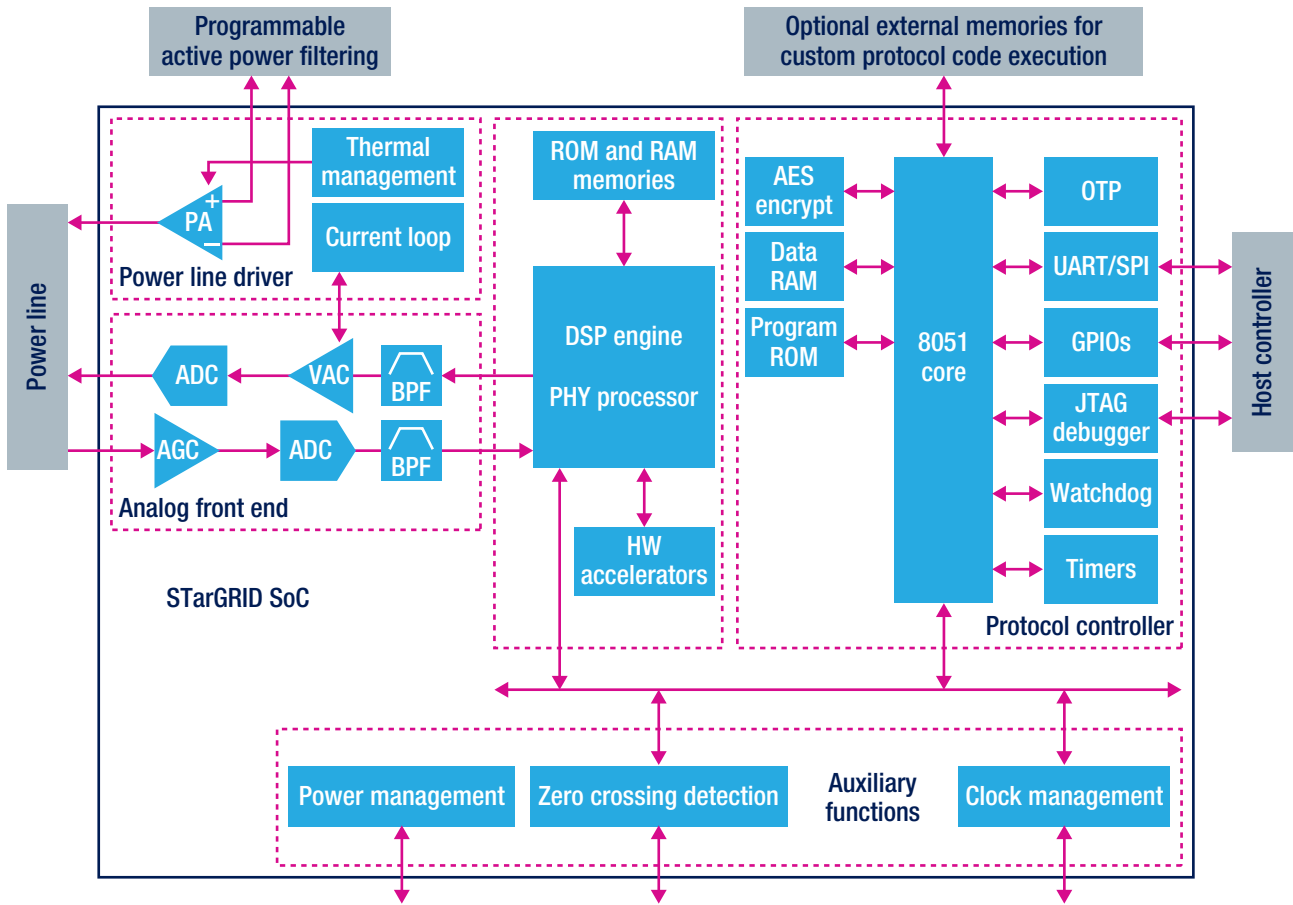 Programmable
active power filtering
Optional external memories for
custom protocol code execution
Thermal
management
PA
+
−
Current loop
Power line driver
Power line
ADC
VAC
BPF
AGC
ADC
BPF
Analog front end
STarGRID SoC
ROM and RAM
memories
DSP engine
PHY processor
HW
accelerators
AES
encrypt
Data
RAM
Program
ROM
8051
core
OTP
UART/SPI
GPIOs
JTAG
debugger
Watchdog
Timers
Protocol controller
Host controller
Power management
Zero crossing detection
Auxiliary
functions
Clock management